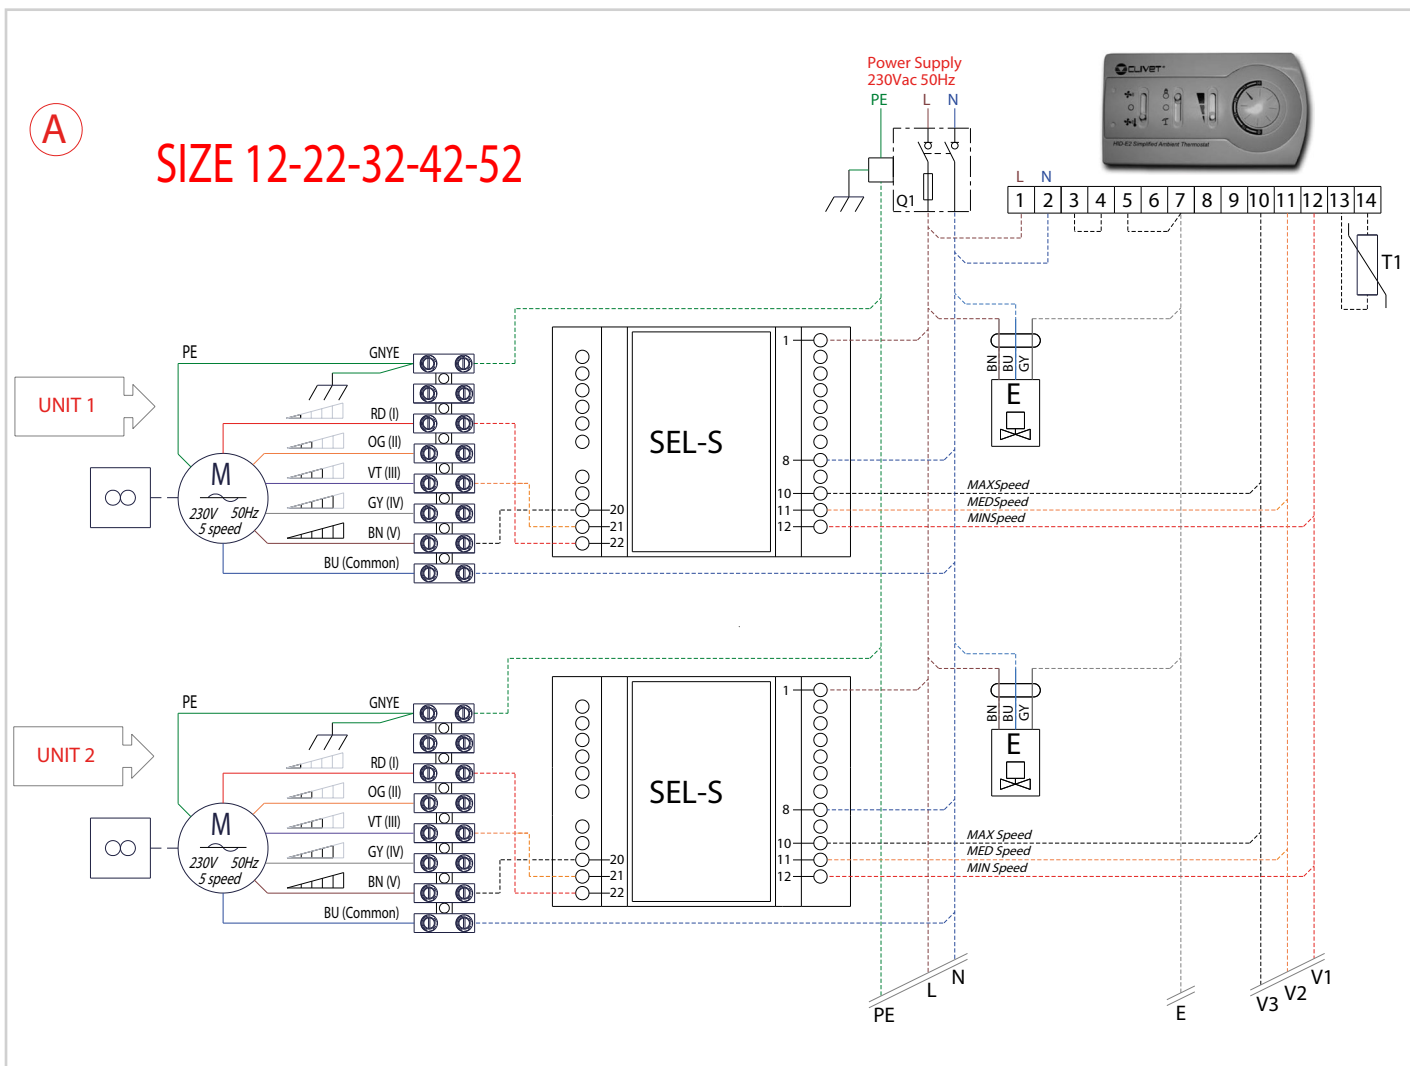 Power Supply
230Vac 50Hz
PE L N
A
SIZE 12-22-32-42-52
CLIVET
HID-E2 Simplified Ambient Thermostat
Q1
L N
1 2 3 4 5 6 7 8 9 10 11 12 13 14
T1
UNIT 1
PE
GNYE
RD (I)
OG (II)
VT (III)
GY (IV)
BN (V)
BU (Common)
M
230V 50Hz
5 speed
SEL-S
1
8
10
11
12
20
21
22
BN BU GY
E
MAXSpeed
MEDSpeed
MINSpeed
UNIT 2
PE
GNYE
RD (I)
OG (II)
VT (III)
GY (IV)
BN (V)
BU (Common)
M
230V 50Hz
5 speed
SEL-S
1
8
10
11
12
20
21
22
BN BU GY
E
MAX Speed
MED Speed
MIN Speed
PE L N
E
V3 V2 V1